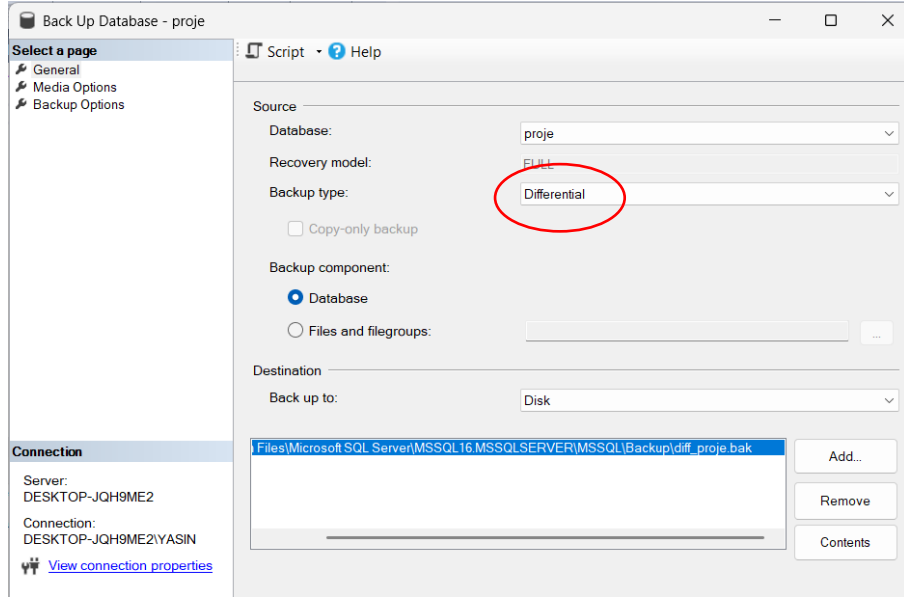 Back Up Database - proje
Select a page
General
Media Options
Backup Options
Script
Help
Source
Database:
proje
Recovery model:
FULL
Backup type:
Differential
Copy-only backup
Backup component:
Database
Files and filegroups:
...
Destination
Back up to:
Disk
Files\Microsoft SQL Server\MSSQL16.MSSQLSERVER\MSSQL\Backup\diff_proje.bak
Add...
Remove
Contents
Connection
Server:
DESKTOP-JQH9ME2
Connection:
DESKTOP-JQH9ME2\YASIN
View connection properties